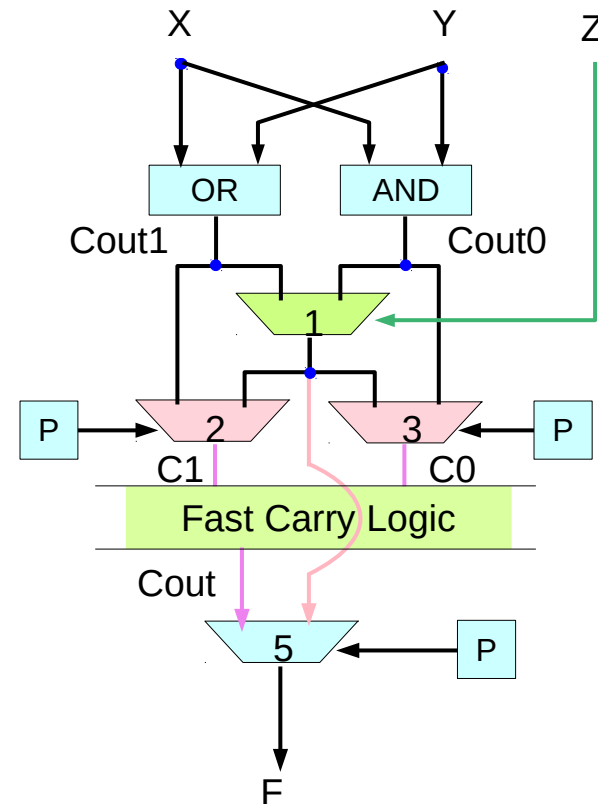 X Y Z
OR AND
Cout1 Cout0
1
P 2 3 P
C1 C0
Fast Carry Logic
Cout
5 P
F